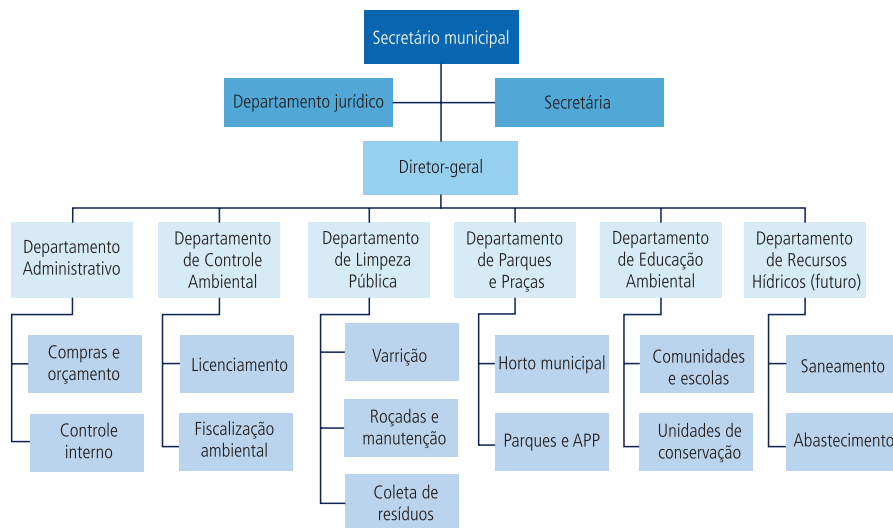 Secretário municipal
Departamento jurídico
Secretária
Diretor-geral
Departamento
Administrativo
Departamento
de Controle
Ambiental
Departamento
de Limpeza
Pública
Departamento
de Parques
e Praças
Departamento
de Educação
Ambiental
Departamento
de Recursos
Hídricos (futuro)
Compras e
orçamento
Controle
interno
Licenciamento
Fiscalização
ambiental
Varrição
Roçadas e
manutenção
Coleta de
resíduos
Horto municipal
Parques e APP
Comunidades
e escolas
Unidades de
conservação
Saneamento
Abastecimento